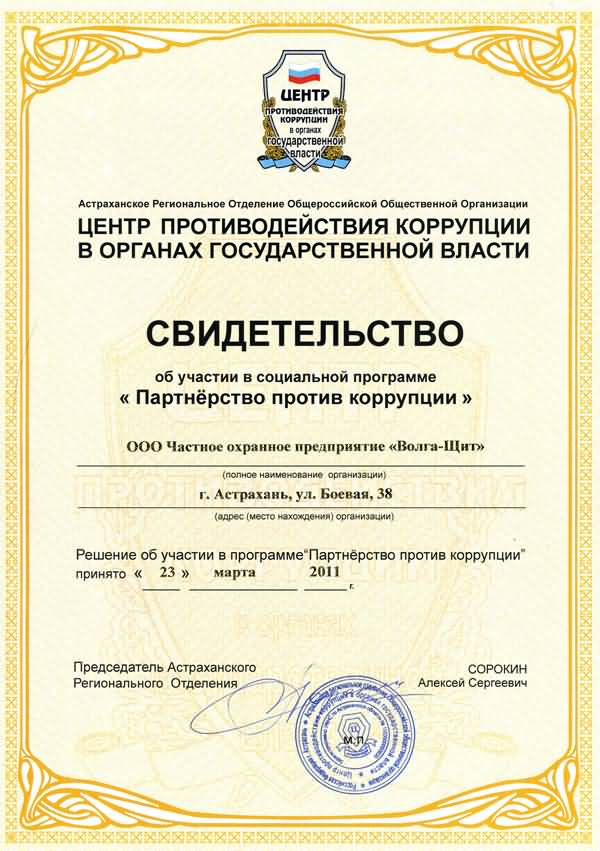 ЦЕНТР
ПРОТИВОДЕЙСТВИЯ
КОРРУПЦИИ
в органах
государственной
власти
Астраханское Региональное Отделение Общероссийской Общественной Организации
ЦЕНТР ПРОТИВОДЕЙСТВИЯ КОРРУПЦИИ
В ОРГАНАХ ГОСУДАРСТВЕННОЙ ВЛАСТИ
СВИДЕТЕЛЬСТВО
об участии в социальной программе
« Партнёрство против коррупции »
ООО Частное охранное предприятие «Волга-Щит»
(полное наименование организации)
г. Астрахань, ул. Боевая, 38
(адрес (место нахождения) организации)
Решение об участии в программе“Партнёрство против коррупции”
принято « 23 » марта 2011 г.
Председатель Астраханского
Регионального Отделения
СОРОКИН
Алексей Сергеевич
М.П.